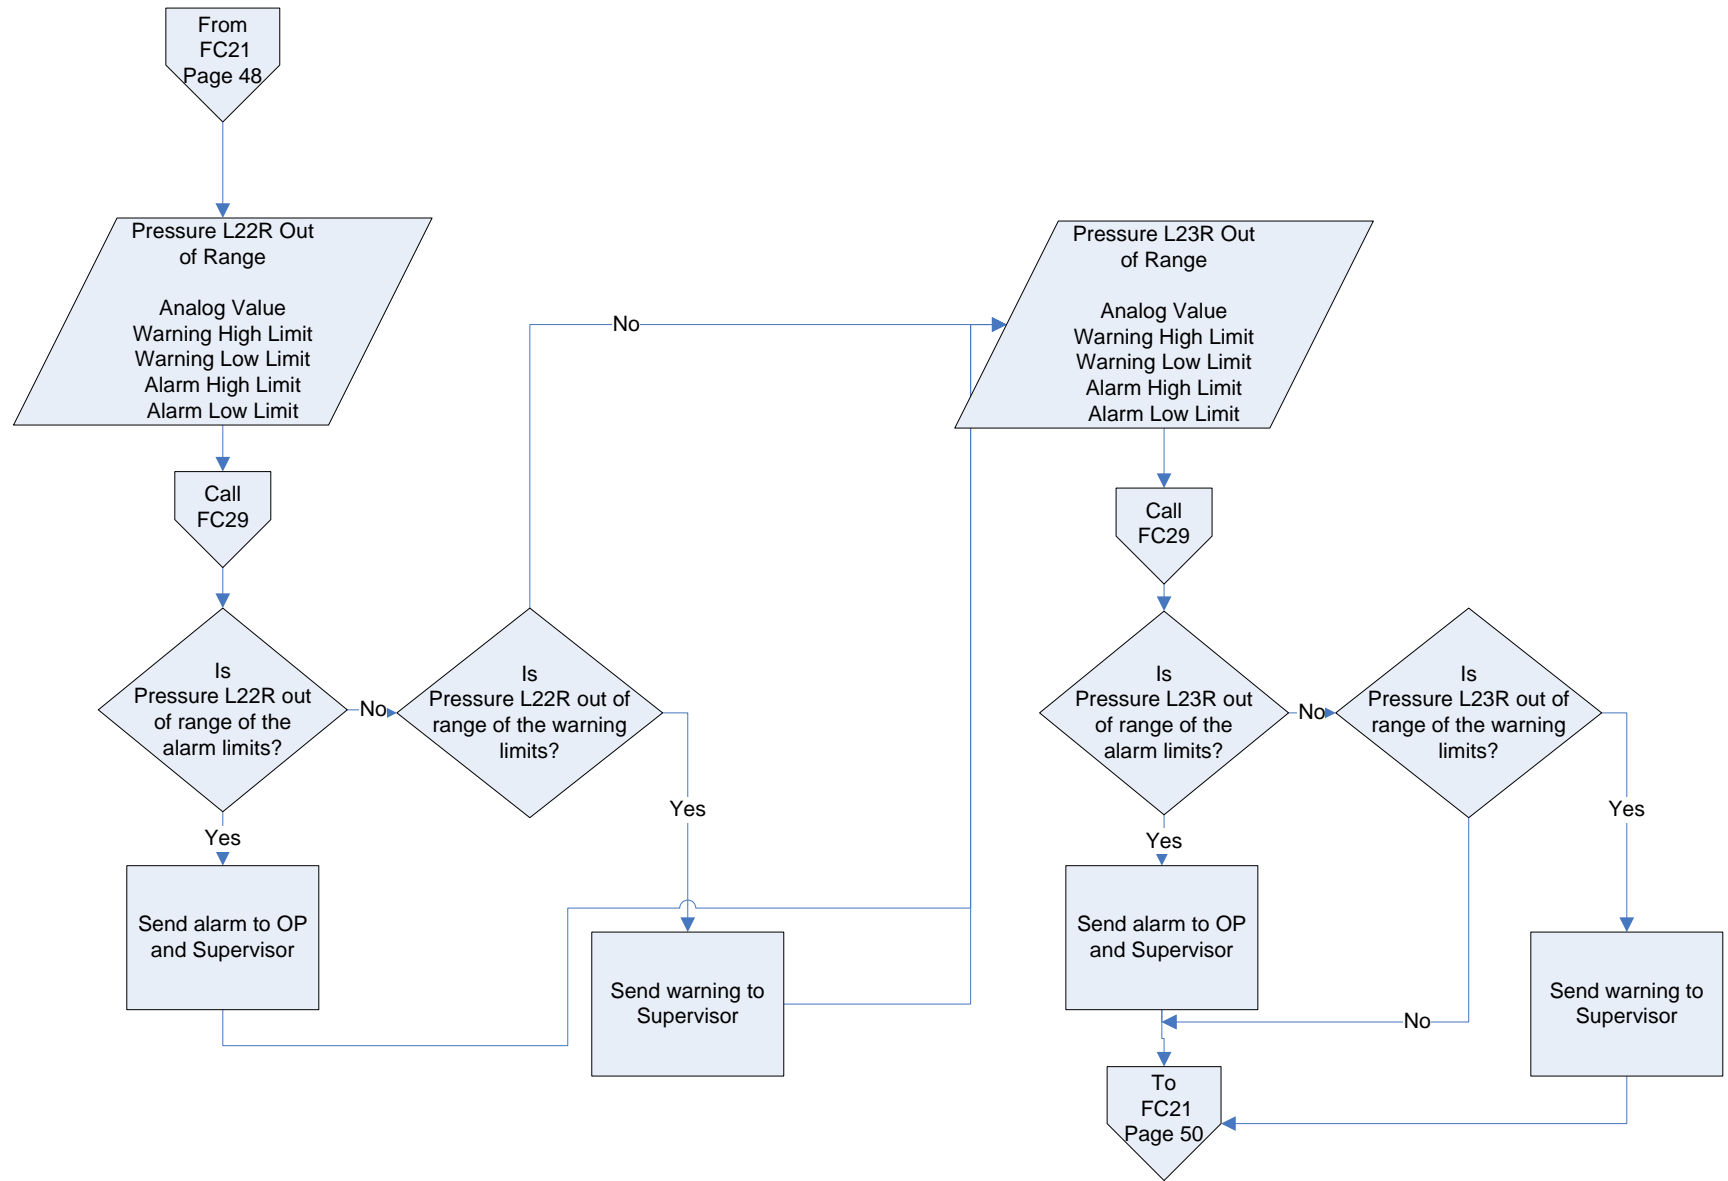 From
FC21
Page 48
Pressure L22R Out
of Range
Analog Value
Warning High Limit
Warning Low Limit
Alarm High Limit
Alarm Low Limit
Call
FC29
Is
Pressure L22R out
of range of the
alarm limits?
No
Is
Pressure L22R out of
range of the warning
limits?
No
Yes
Yes
Send alarm to OP
and Supervisor
Send warning to
Supervisor
Pressure L23R Out
of Range
Analog Value
Warning High Limit
Warning Low Limit
Alarm High Limit
Alarm Low Limit
Call
FC29
Is
Pressure L23R out
of range of the
alarm limits?
No
Is
Pressure L23R out of
range of the warning
limits?
Yes
Yes
Send alarm to OP
and Supervisor
No
Send warning to
Supervisor
To
FC21
Page 50